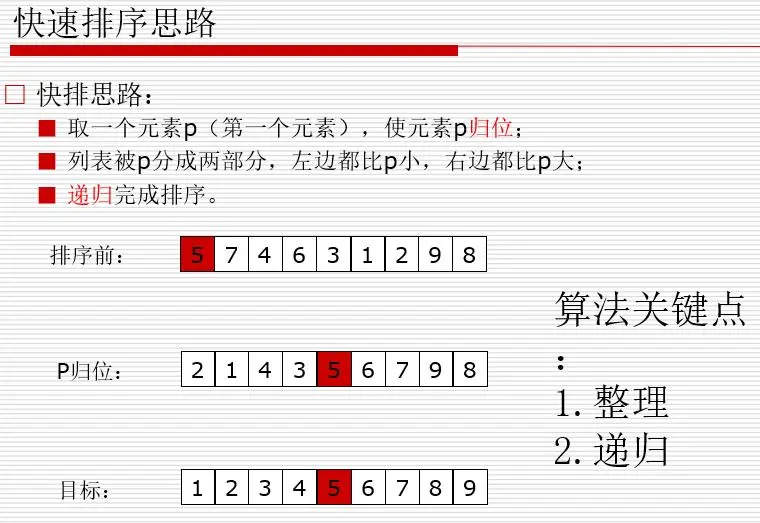 快速排序思路
快排思路：
取一个元素p（第一个元素），使元素p归位；
列表被p分成两部分，左边都比p小，右边都比p大；
递归完成排序。
排序前： 5 7 4 6 3 1 2 9 8
P归位： 2 1 4 3 5 6 7 9 8
目标： 1 2 3 4 5 6 7 8 9
算法关键点
：
1.整理
2.递归